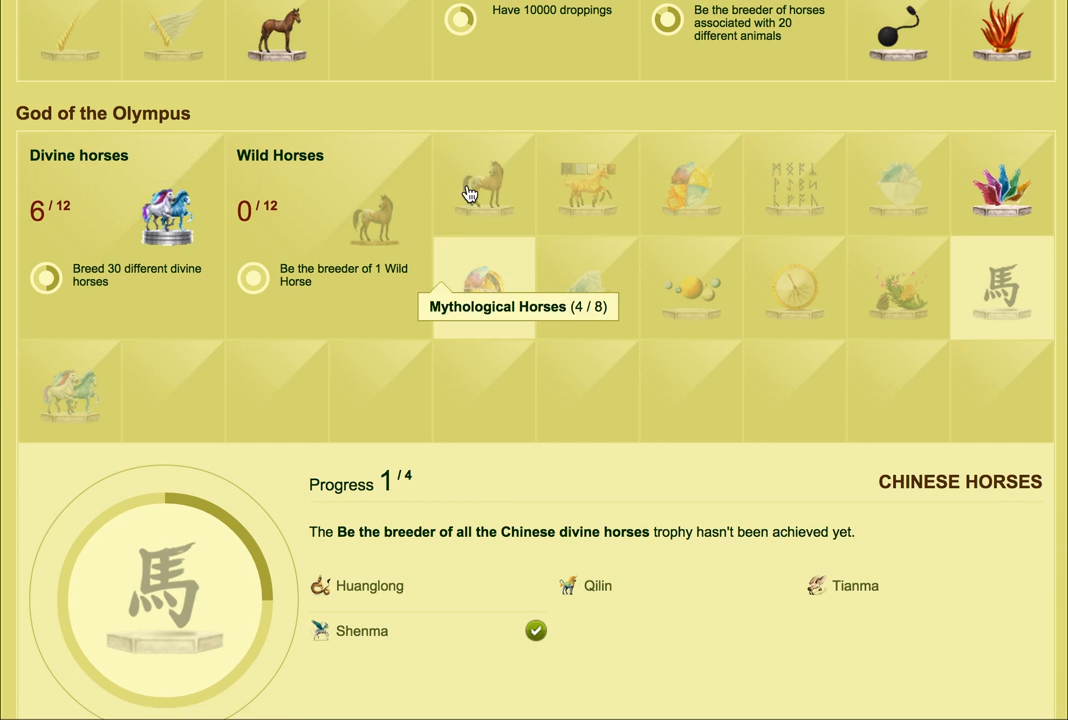 Have 10000 droppings
Be the breeder of horses
associated with 20
different animals
God of the Olympus
Divine horses
6 / 12
Breed 30 different divine
horses
Wild Horses
0 / 12
Be the breeder of 1 Wild
Horse
Mythological Horses (4 / 8)
馬
Progress 1 / 4
CHINESE HORSES
The Be the breeder of all the Chinese divine horses trophy hasn't been achieved yet.
馬
Huanglong
Qilin
Tianma
Shenma